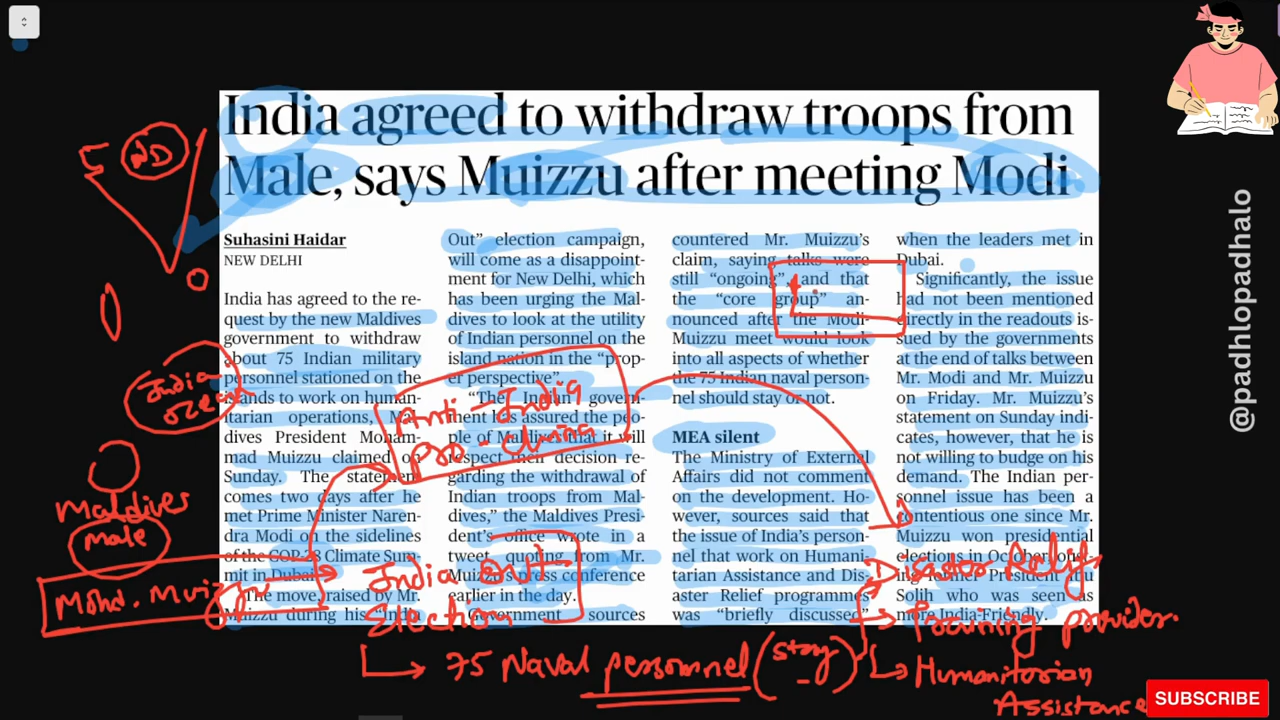 India agreed to withdraw troops from
Male, says Muizzu after meeting Modi
Suhasini Haidar
NEW DELHI
India has agreed to the re-
quest by the new Maldives
government to withdraw
about 75 Indian military
personnel stationed on the
islands to work on human-
itarian operations, Mal-
dives President Moham-
mad Muizzu claimed on
Sunday. The statement
comes two days after he
met Prime Minister Naren-
dra Modi on the sidelines
of the COP-28 Climate Sum-
mit in Dubai.
The move, raised by Mr.
Muizzu during his
Out” election campaign,
will come as a disappoint-
ment for New Delhi, which
has been urging the Mal-
dives to look at the utility
of Indian personnel on the
island nation in the “prop-
er perspective”.
“The Indian govern-
ment has assured the peo-
ple of Maldives that it will
respect their decision re-
garding the withdrawal of
Indian troops from Mal-
dives,” the Maldives Presi-
dent’s office wrote in a
tweet, quoting from Mr.
Muizzu’s press conference
earlier in the day.
Government sources
countered Mr. Muizzu’s
claim, saying talks were
still “ongoing”, and that
the “core group” an-
nounced after the Modi-
Muizzu meet would look
into all aspects of whether
the 75 Indian naval person-
nel should stay or not.
MEA silent
The Ministry of External
Affairs did not comment
on the development. Ho-
wever, sources said that
the issue of India’s person-
nel that work on Humani-
tarian Assistance and Dis-
aster Relief programmes
was “briefly discussed”
when the leaders met in
Dubai.
Significantly, the issue
had not been mentioned
directly in the readouts is-
sued by the governments
at the end of talks between
Mr. Modi and Mr. Muizzu
on Friday. Mr. Muizzu’s
statement on Sunday indi-
cates, however, that he is
not willing to budge on his
demand. The Indian per-
sonnel issue has been a
contentious one since Mr.
Muizzu won presidential
elections in October, oust-
ing former President Ibu
Solih who was seen as
more India-Friendly.
ND
India
Maldives
male
Mohd. Muiz
Anti-India
Pro-China
India Out
Election
75 Naval personnel (stay)
Relief
Training provider
Humanitarian
Assistance
@padhlopadhalo
SUBSCRIBE